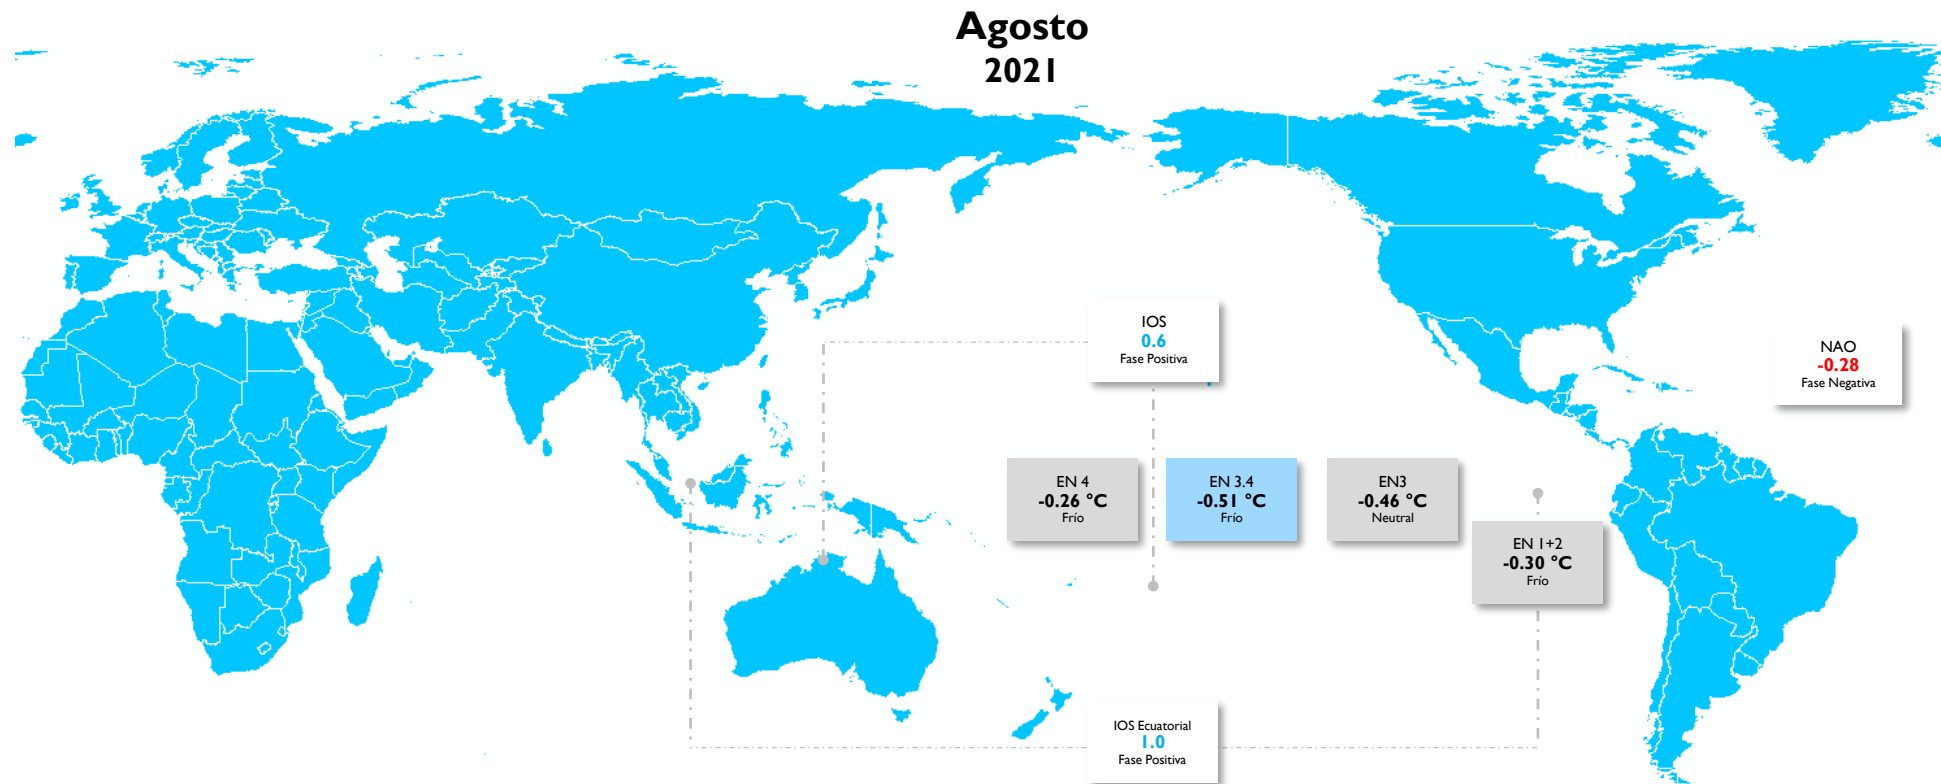 Agosto
2021
IOS
0.6
Fase Positiva
NAO
-0.28
Fase Negativa
EN 4
-0.26 °C
Frío
EN 3.4
-0.51 °C
Frío
EN3
-0.46 °C
Neutral
EN 1+2
-0.30 °C
Frío
IOS Ecuatorial
1.0
Fase Positiva